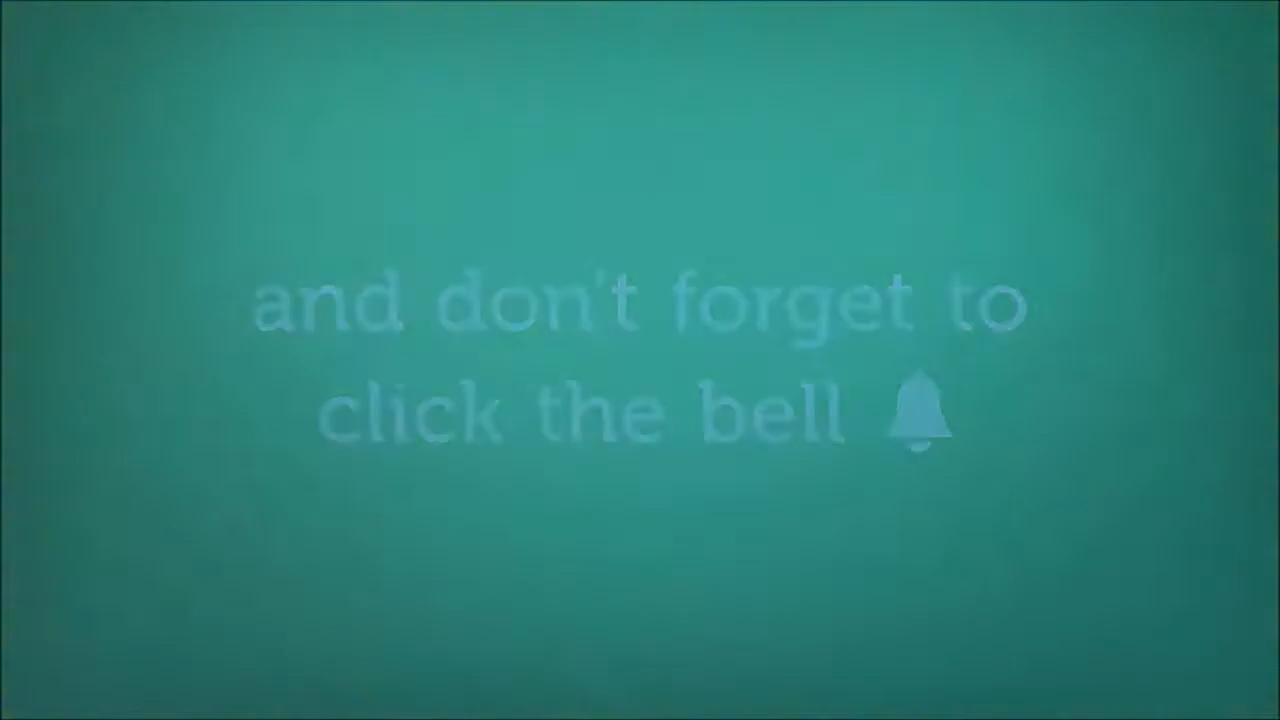 and don't forget to
click the bell 🔔